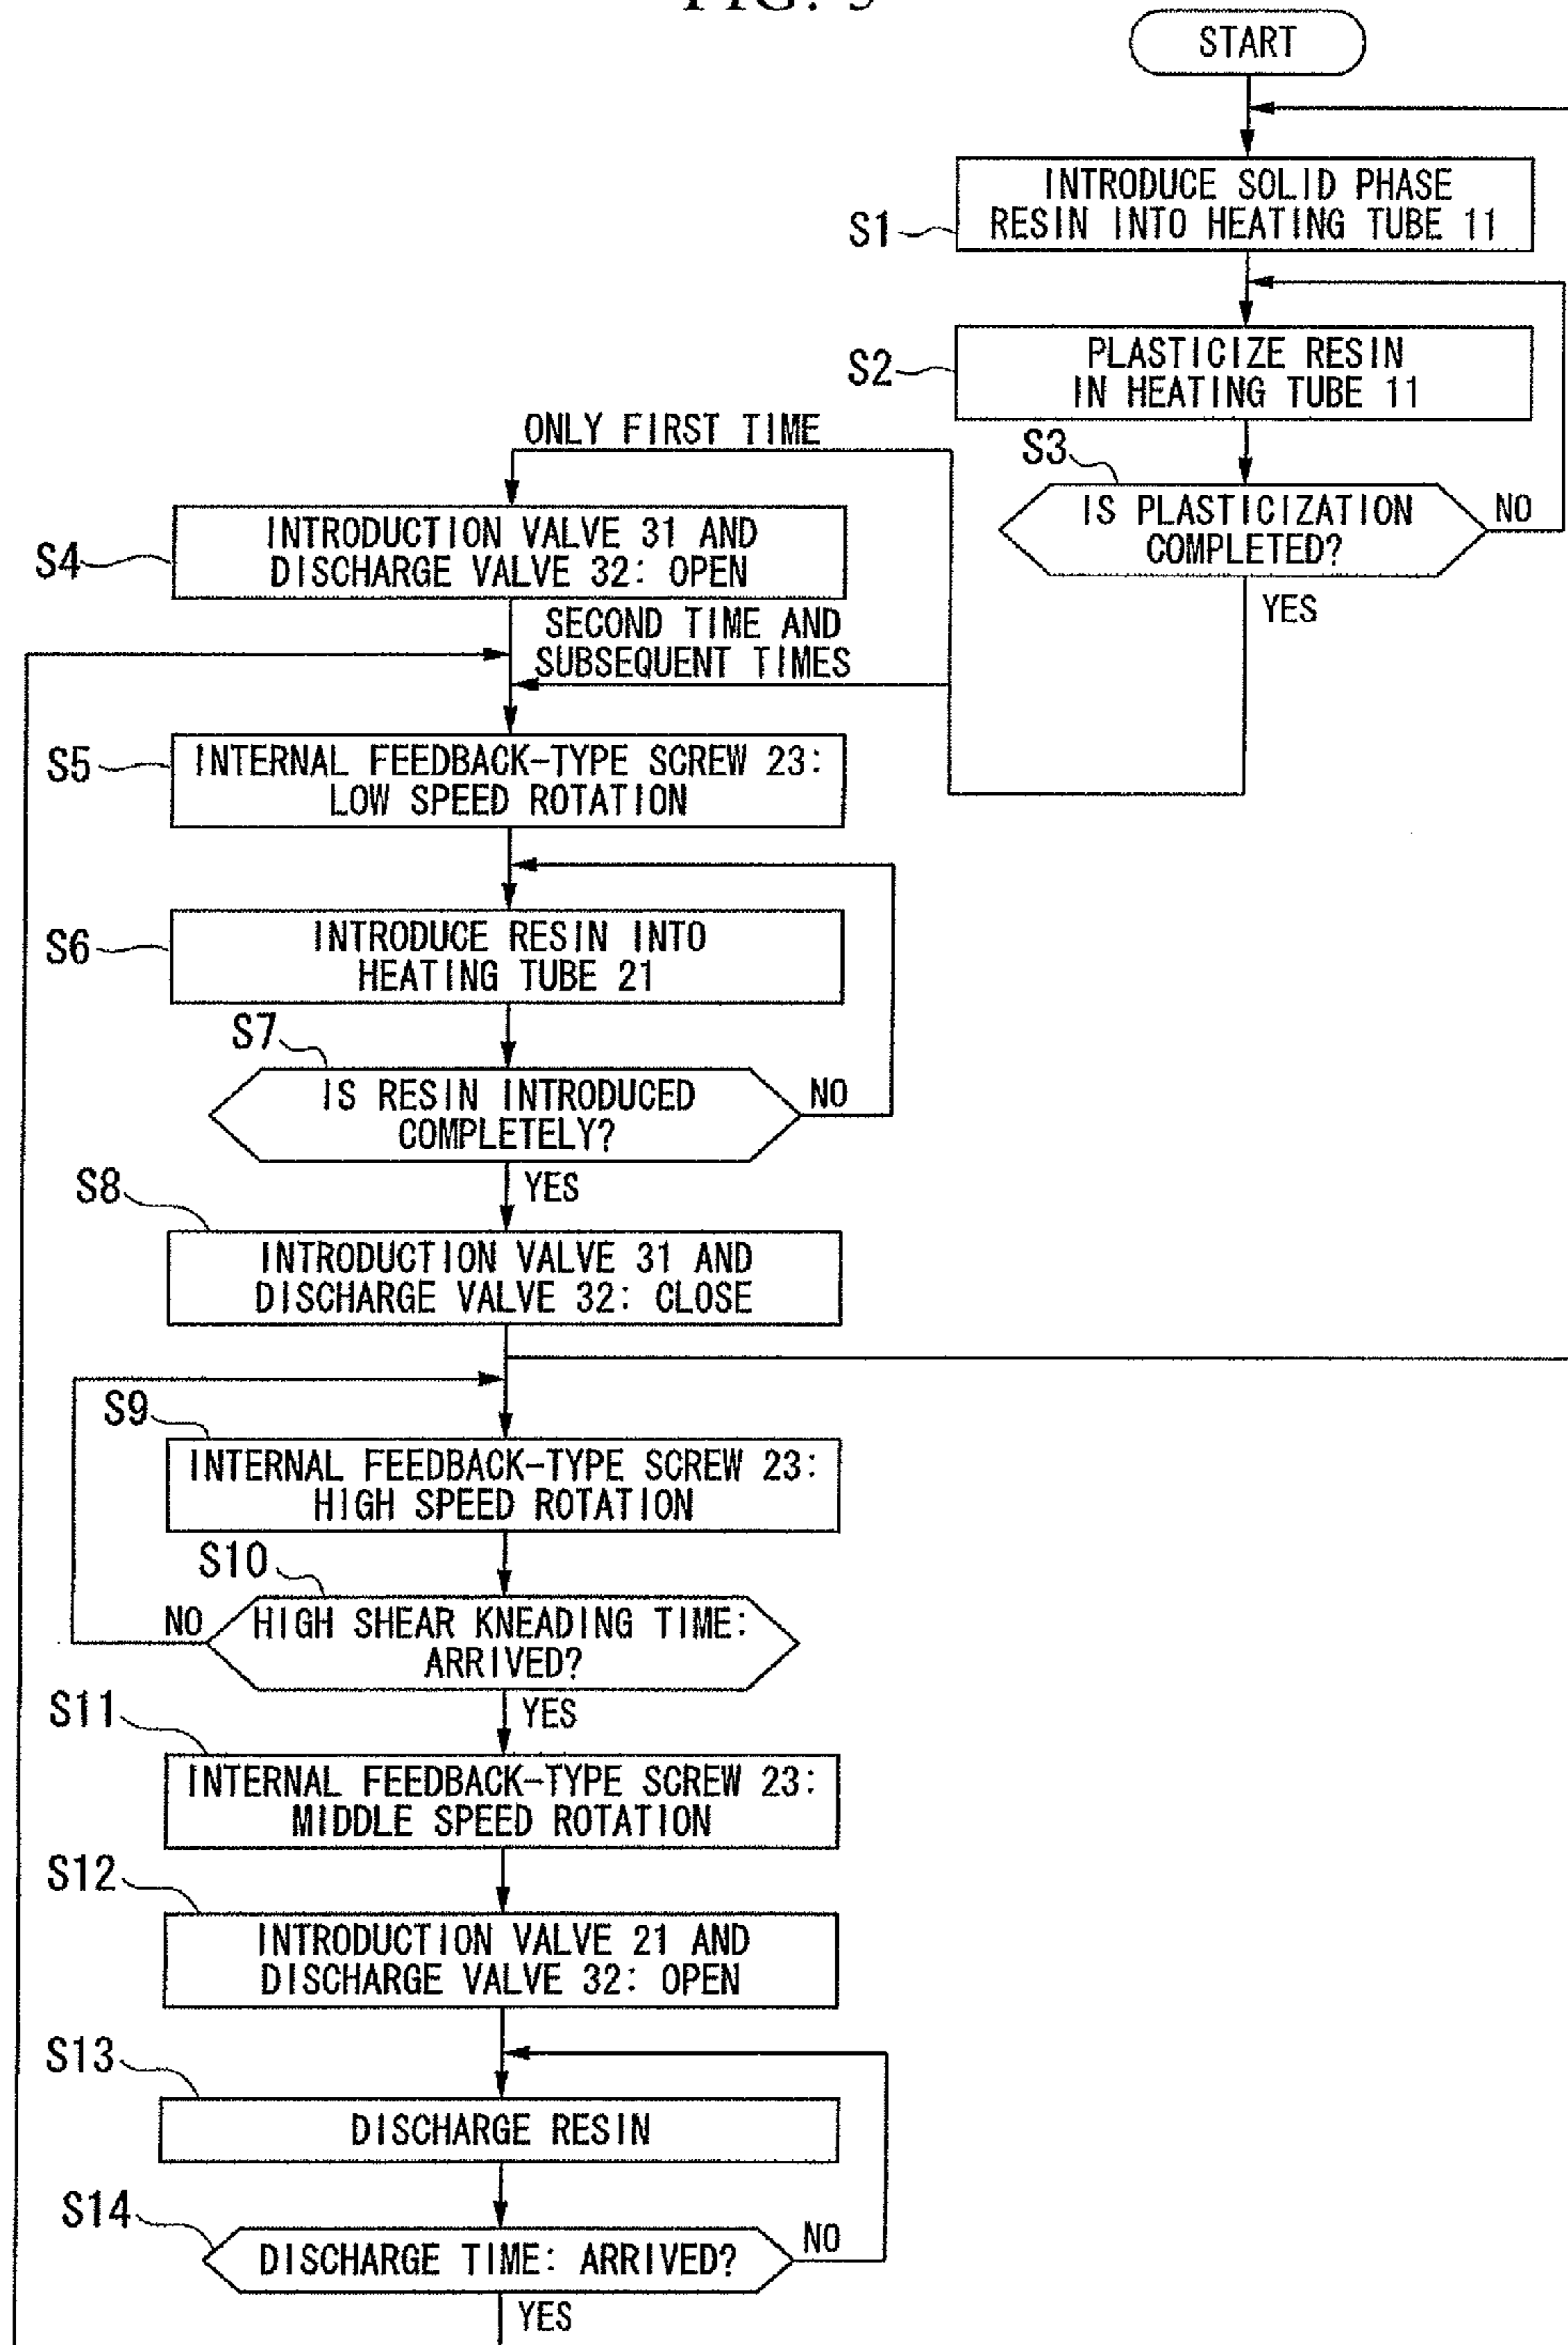 START
INTRODUCE SOLID PHASE
RESIN INTO HEATING TUBE 11
S1
PLASTICIZE RESIN
IN HEATING TUBE 11
S2
S3
IS PLASTICIZATION
COMPLETED?
NO
YES
ONLY FIRST TIME
INTRODUCTION VALVE 31 AND
DISCHARGE VALVE 32: OPEN
S4
SECOND TIME AND
SUBSEQUENT TIMES
S5
INTERNAL FEEDBACK-TYPE SCREW 23:
LOW SPEED ROTATION
S6
INTRODUCE RESIN INTO
HEATING TUBE 21
S7
IS RESIN INTRODUCED
COMPLETELY?
NO
YES
S8
INTRODUCTION VALVE 31 AND
DISCHARGE VALVE 32: CLOSE
S9
INTERNAL FEEDBACK-TYPE SCREW 23:
HIGH SPEED ROTATION
S10
NO
HIGH SHEAR KNEADING TIME:
ARRIVED?
YES
S11
INTERNAL FEEDBACK-TYPE SCREW 23:
MIDDLE SPEED ROTATION
S12
INTRODUCTION VALVE 21 AND
DISCHARGE VALVE 32: OPEN
S13
DISCHARGE RESIN
S14
DISCHARGE TIME: ARRIVED?
NO
YES